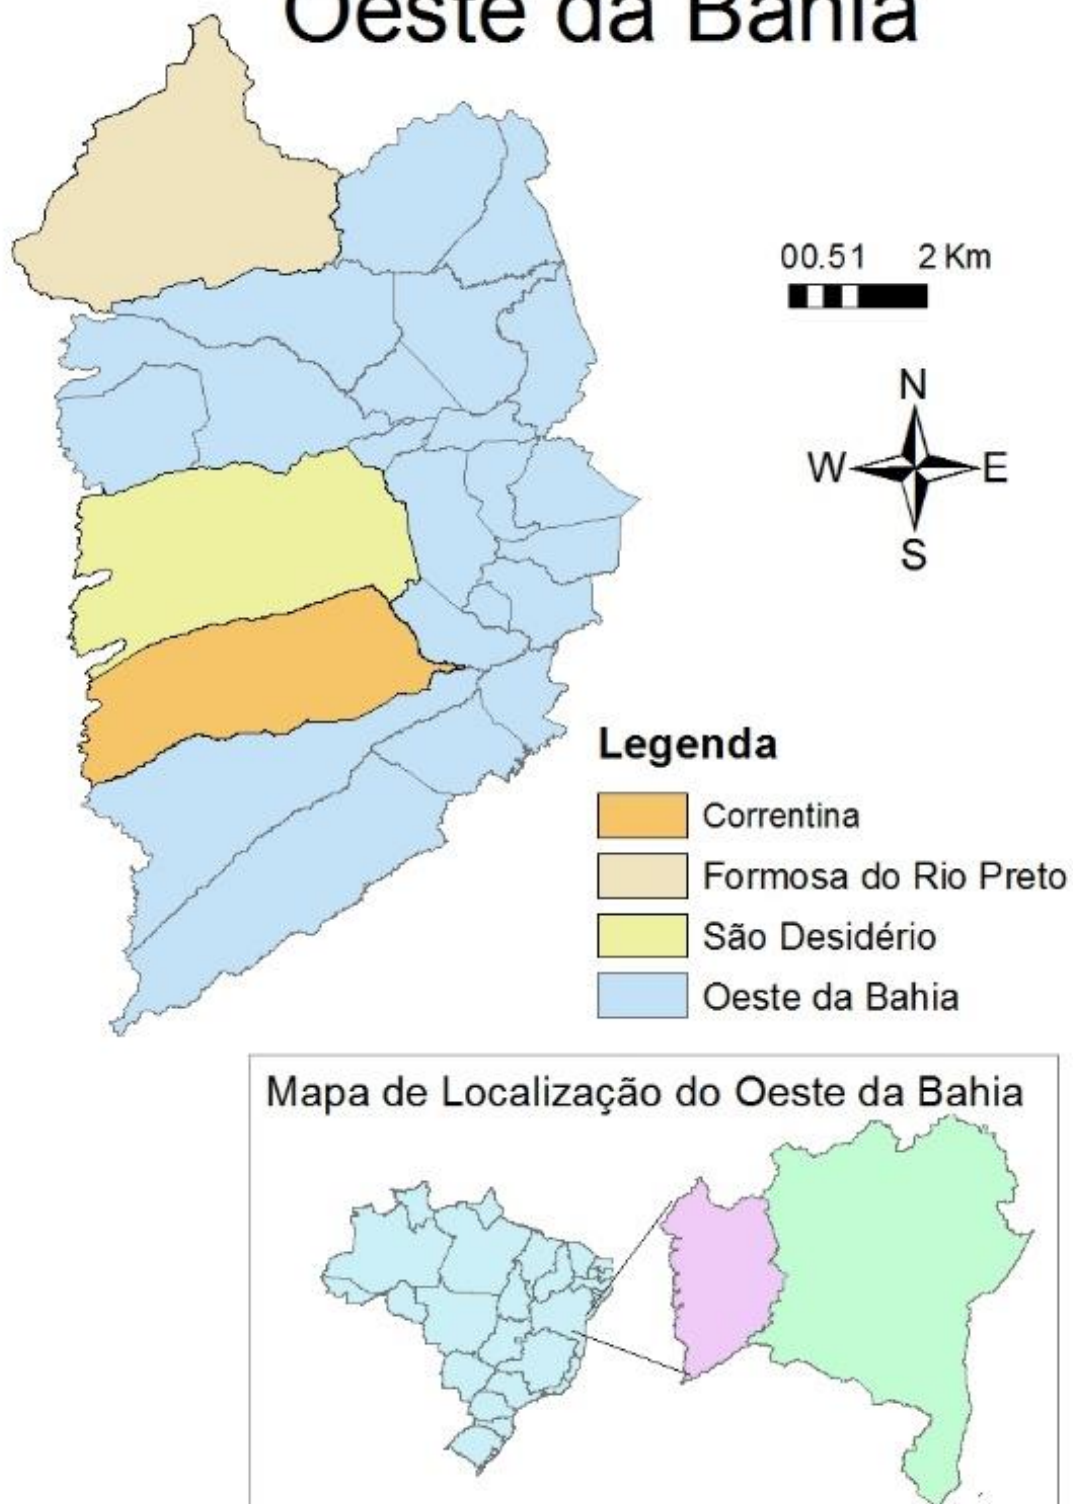 Oeste da Bahia
00.51 2 Km
N
W E
S
Legenda
Correntina
Formosa do Rio Preto
São Desidério
Oeste da Bahia
Mapa de Localização do Oeste da Bahia